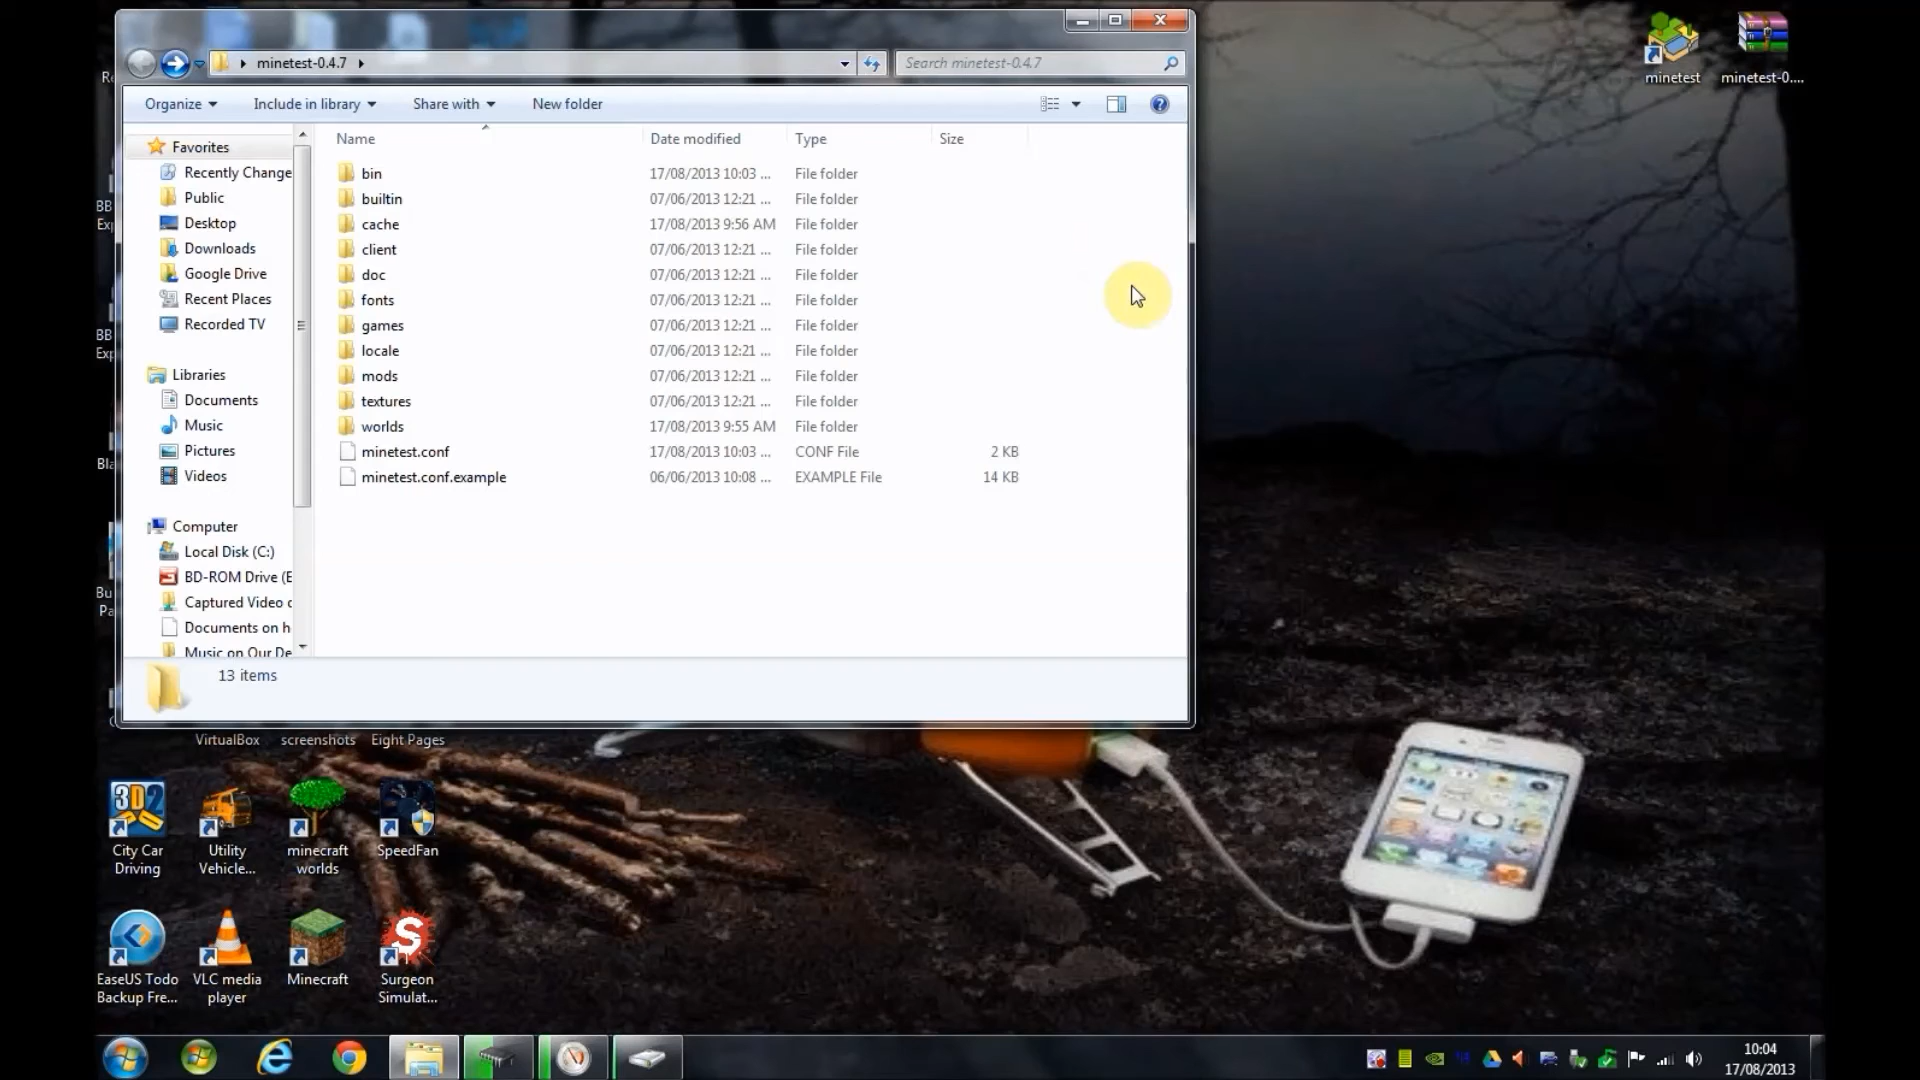 minetest-0.4.7
Search minetest-0.4.7
Organize
Include in library
Share with
New folder
Name
Date modified
Type
Size
bin 17/08/2013 10:03 ... File folder
builtin 07/06/2013 12:21 ... File folder
cache 17/08/2013 9:56 AM File folder
client 07/06/2013 12:21 ... File folder
doc 07/06/2013 12:21 ... File folder
fonts 07/06/2013 12:21 ... File folder
games 07/06/2013 12:21 ... File folder
locale 07/06/2013 12:21 ... File folder
mods 07/06/2013 12:21 ... File folder
textures 07/06/2013 12:21 ... File folder
worlds 17/08/2013 9:55 AM File folder
minetest.conf 17/08/2013 10:03 ... CONF File 2 KB
minetest.conf.example 06/06/2013 10:08 ... EXAMPLE File 14 KB
Favorites
Recently Change
Public
Desktop
Downloads
Google Drive
Recent Places
Recorded TV
Libraries
Documents
Music
Pictures
Videos
Computer
Local Disk (C:)
BD-ROM Drive (E
Captured Video
Documents on h
Music on Our De
13 items
minetest
minetest-0....
Re
BB
Exp
BB
Exp
Bla
Bu
Pa
VirtualBox
screenshots
Eight Pages
3D2
City Car
Driving
Utility
Vehicle...
minecraft
worlds
SpeedFan
EaseUS Todo
Backup Fre...
VLC media
player
Minecraft
S
Surgeon
Simulat...
10:04
17/08/2013